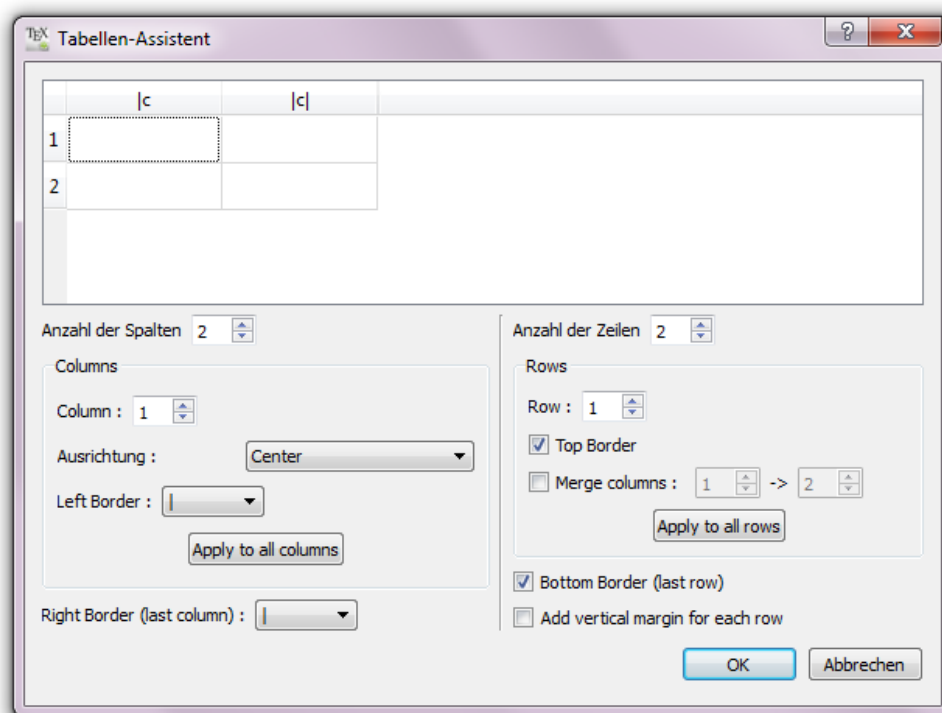 TEX Tabellen-Assistent ?
|c |c|
1
2
Anzahl der Spalten 2
Columns
Column : 1
Ausrichtung : Center
Left Border : |
Apply to all columns
Right Border (last column) : |
Anzahl der Zeilen 2
Rows
Row : 1
Top Border
Merge columns : 1 -> 2
Apply to all rows
Bottom Border (last row)
Add vertical margin for each row
OK Abbrechen